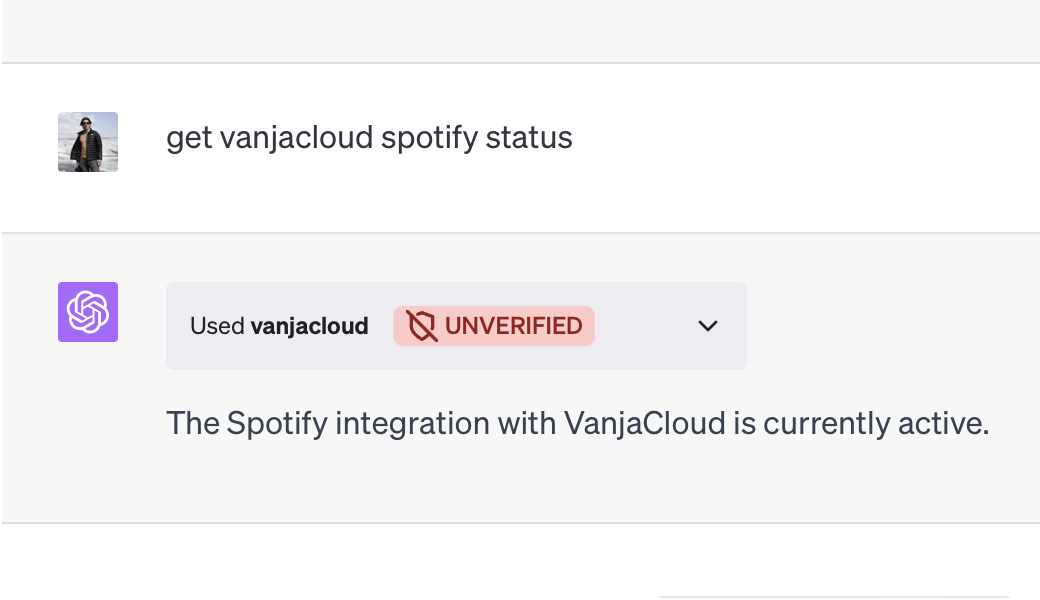 get vanjacloud spotify status
Used vanjacloud UNVERIFIED
The Spotify integration with VanjaCloud is currently active.